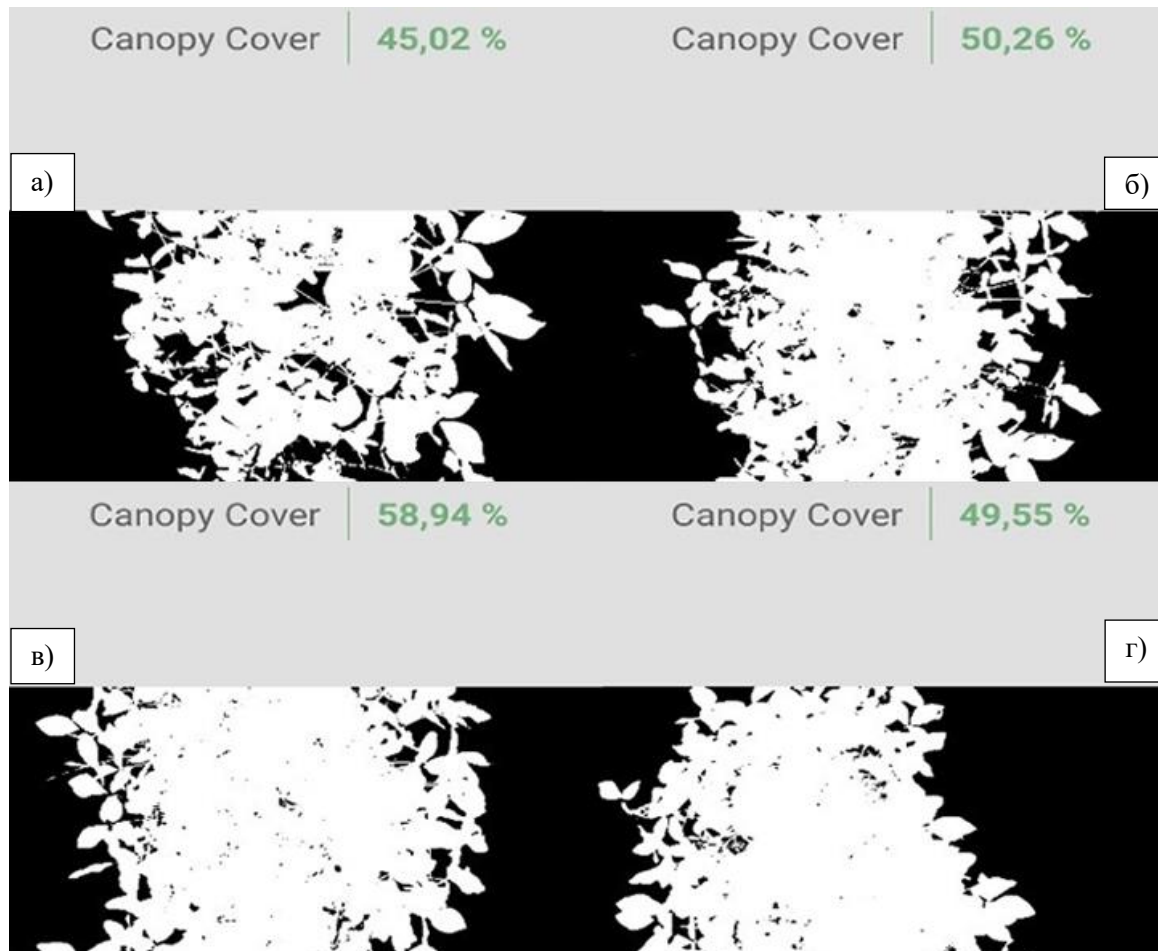 Canopy Cover 45,02 %
Canopy Cover 50,26 %
а)
б)
Canopy Cover 58,94 %
Canopy Cover 49,55 %
в)
г)